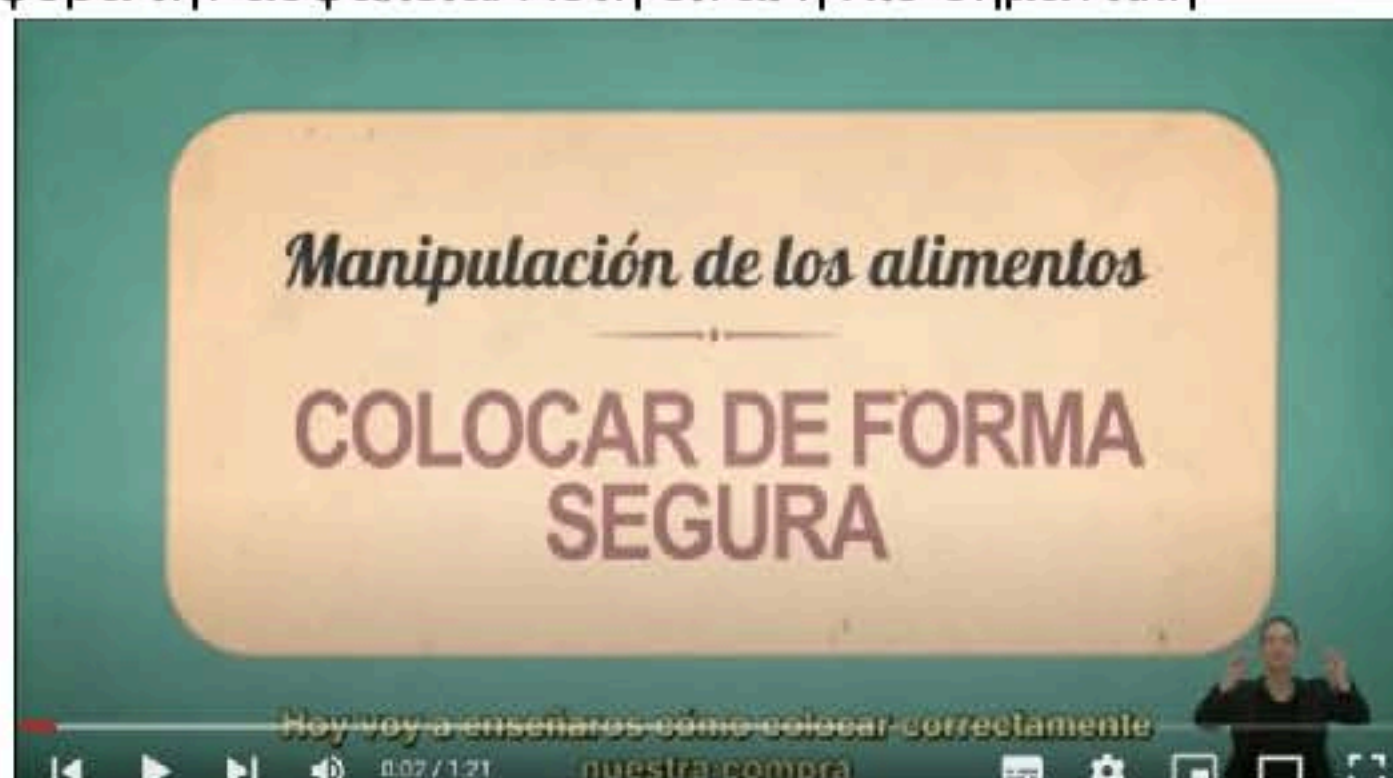 Manipulación de los alimentos
COLOCAR DE FORMA
SEGURA
Hoy voy a enseñaros cómo colocar correctamente
nuestra compra
0:02 / 1:21